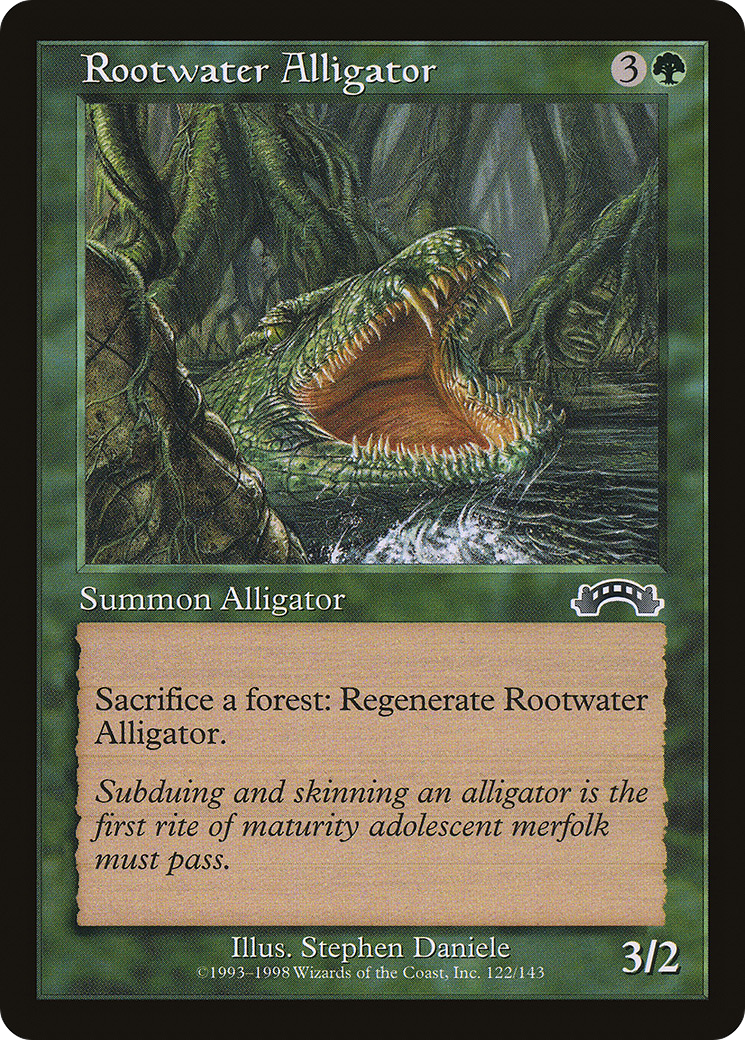 Rootwater Alligator 3
Summon Alligator
Sacrifice a forest: Regenerate Rootwater
Alligator.
Subduing and skinning an alligator is the
first rite of maturity adolescent merfolk
must pass.
Illus. Stephen Daniele
©1993–1998 Wizards of the Coast, Inc. 122/143
3/2